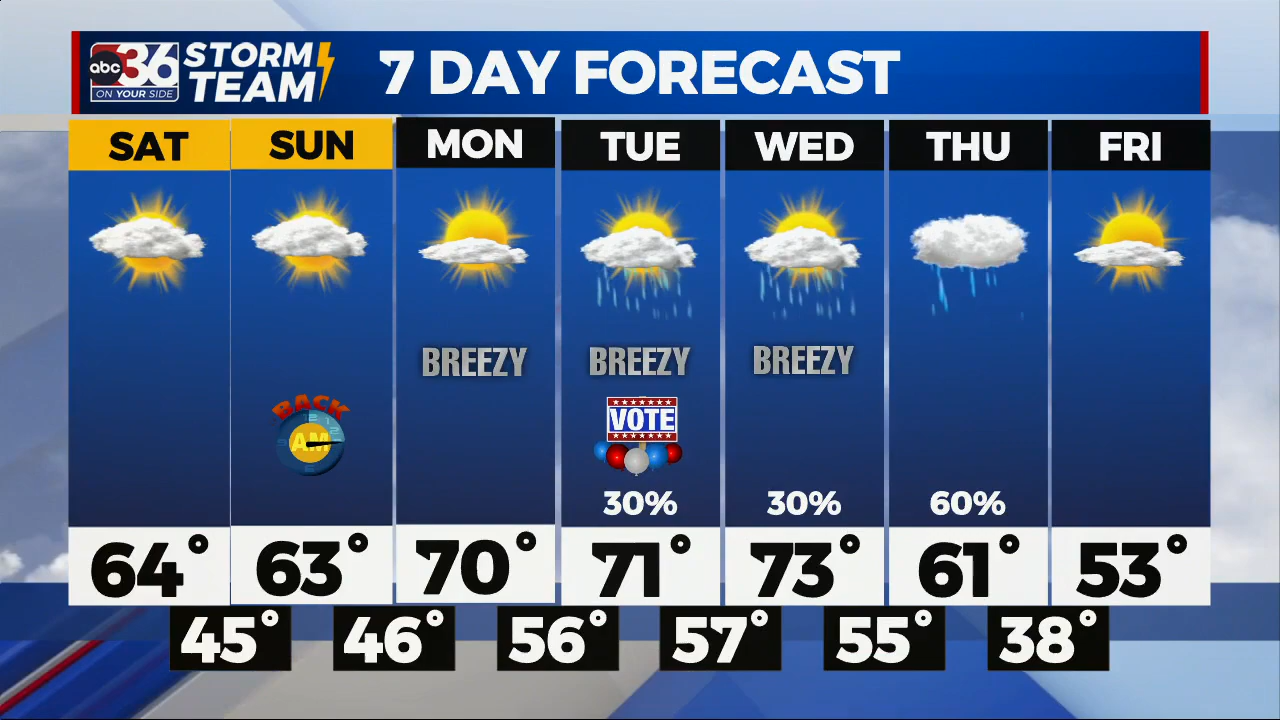 abc 36
ON YOUR SIDE
STORM
TEAM
7 DAY FORECAST
SAT SUN MON TUE WED THU FRI
BREEZY BREEZY BREEZY
BACK
AM
VOTE
30% 30% 60%
64° 63° 70° 71° 73° 61° 53°
45° 46° 56° 57° 55° 38°